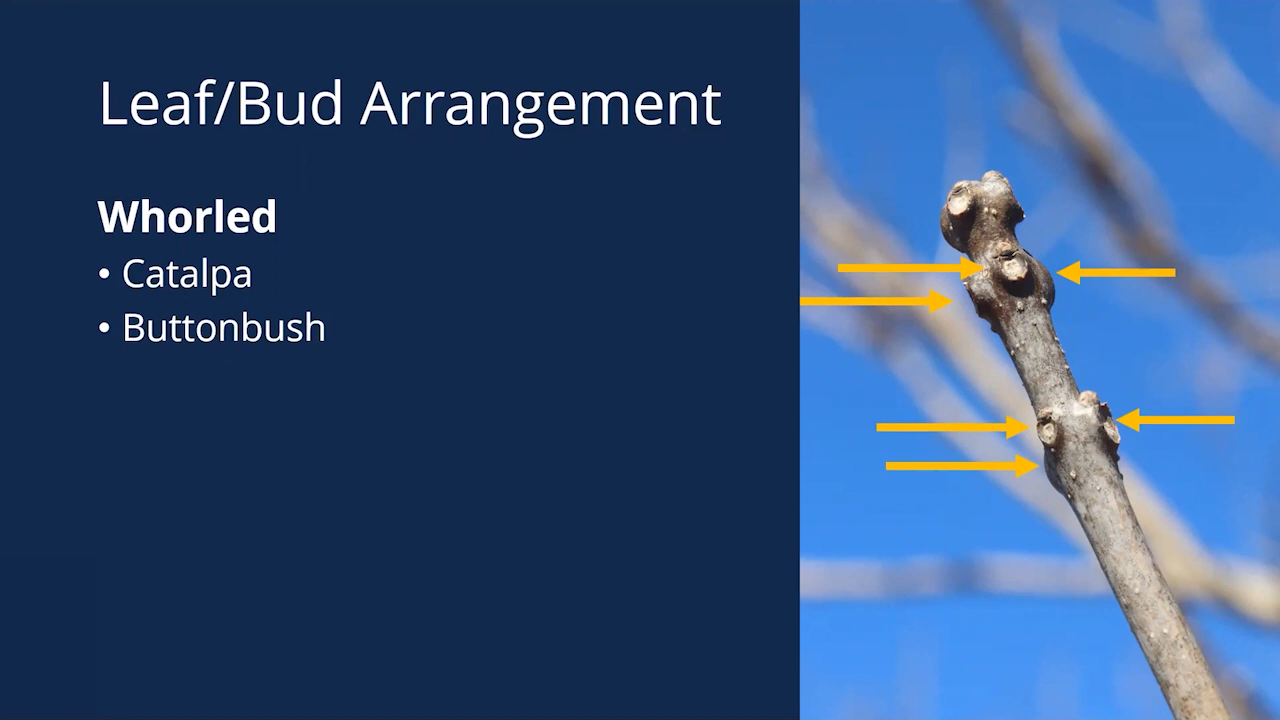 Leaf/Bud Arrangement
Whorled
• Catalpa
• Buttonbush